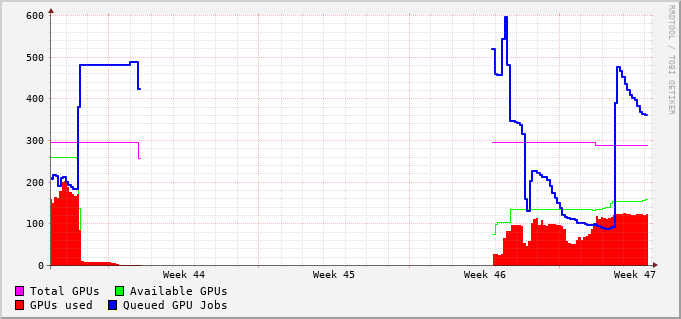 600
500
400
300
200
100
0
Week 44 Week 45 Week 46 Week 47
Total GPUs Available GPUs
GPUs used Queued GPU Jobs
RRDTOOL / TOBI OETIKER